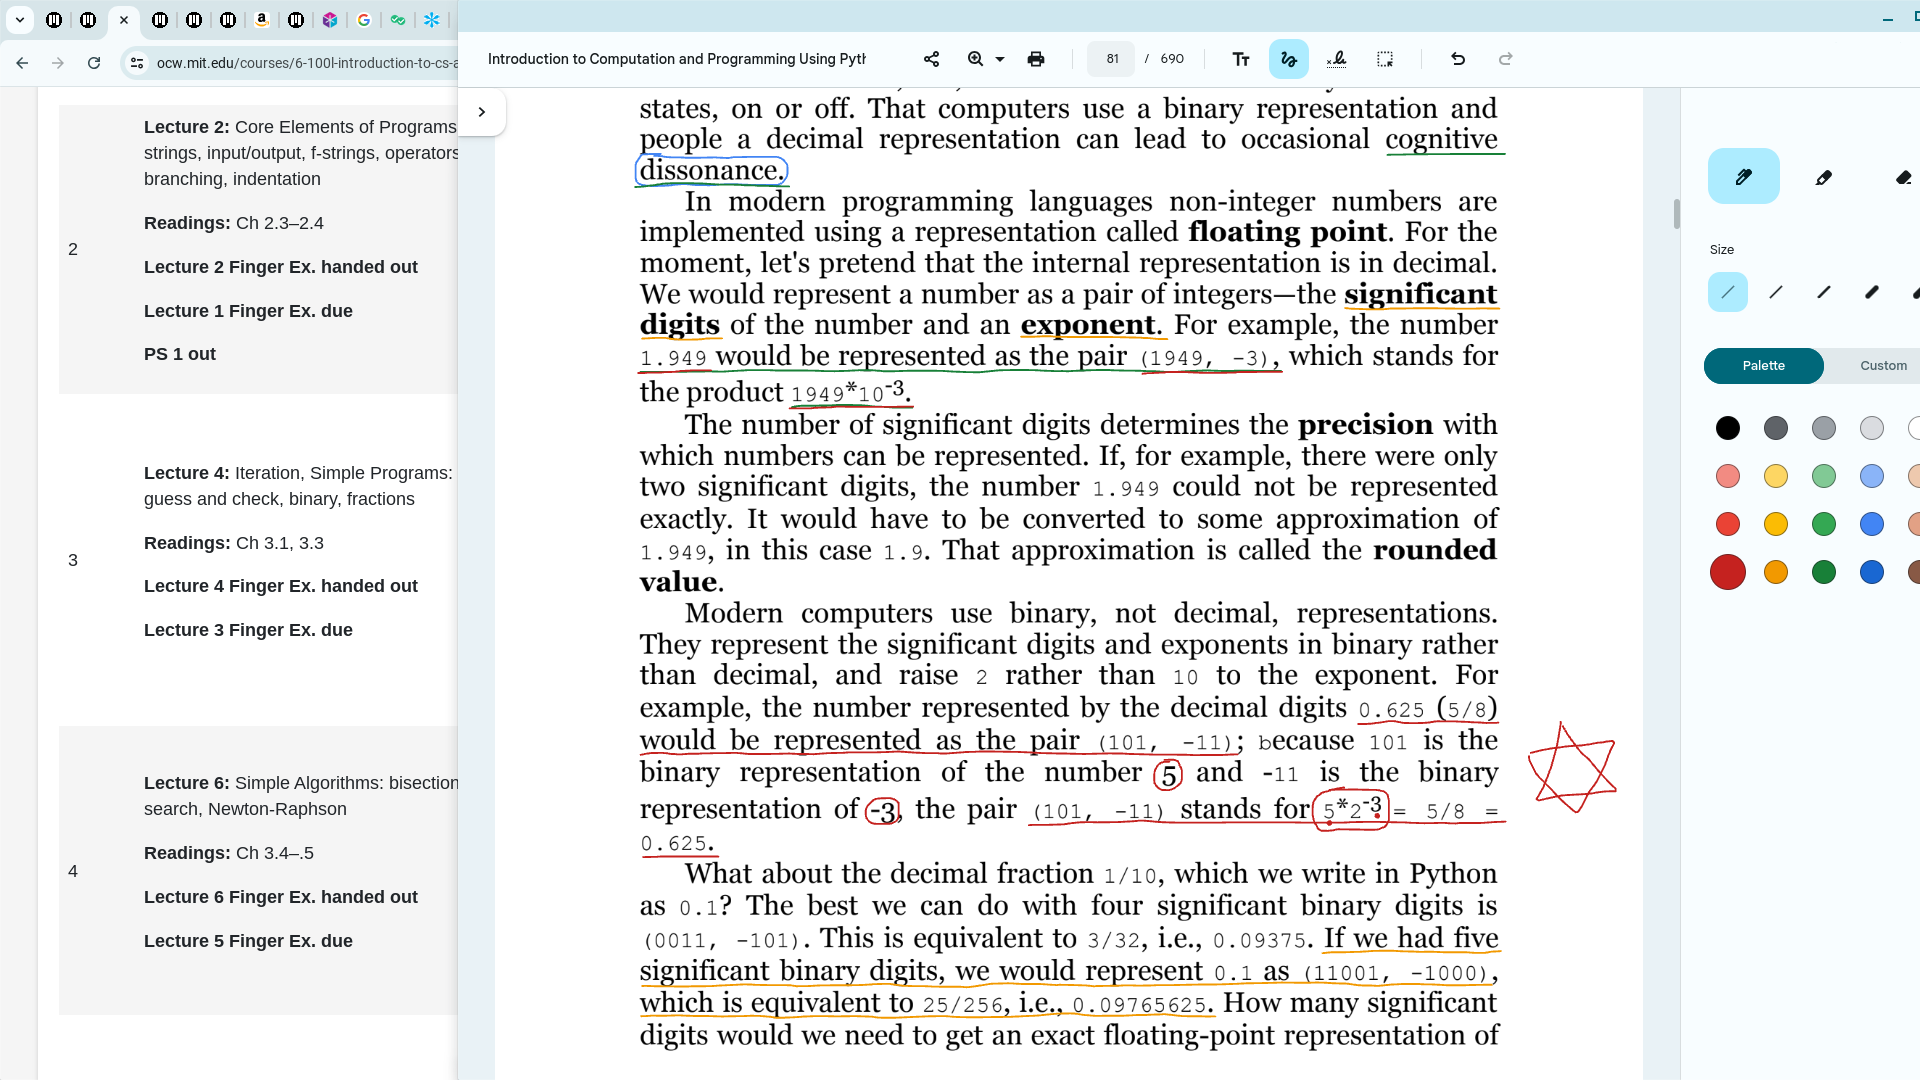 ocw.mit.edu/courses/6-100l-introduction-to-cs-a
Lecture 2: Core Elements of Programs
strings, input/output, f-strings, operators
branching, indentation
Readings: Ch 2.3–2.4
2
Lecture 2 Finger Ex. handed out
Lecture 1 Finger Ex. due
PS 1 out
Lecture 4: Iteration, Simple Programs:
guess and check, binary, fractions
Readings: Ch 3.1, 3.3
3
Lecture 4 Finger Ex. handed out
Lecture 3 Finger Ex. due
Lecture 6: Simple Algorithms: bisection
search, Newton-Raphson
Readings: Ch 3.4–.5
4
Lecture 6 Finger Ex. handed out
Lecture 5 Finger Ex. due
Introduction to Computation and Programming Using Pyth
81 / 690
states, on or off. That computers use a binary representation and
people a decimal representation can lead to occasional cognitive
dissonance.
In modern programming languages non-integer numbers are
implemented using a representation called floating point. For the
moment, let's pretend that the internal representation is in decimal.
We would represent a number as a pair of integers—the significant
digits of the number and an exponent. For example, the number
1.949 would be represented as the pair (1949, -3), which stands for
the product 1949*10-3.
The number of significant digits determines the precision with
which numbers can be represented. If, for example, there were only
two significant digits, the number 1.949 could not be represented
exactly. It would have to be converted to some approximation of
1.949, in this case 1.9. That approximation is called the rounded
value.
Modern computers use binary, not decimal, representations.
They represent the significant digits and exponents in binary rather
than decimal, and raise 2 rather than 10 to the exponent. For
example, the number represented by the decimal digits 0.625 (5/8)
would be represented as the pair (101, -11); because 101 is the
binary representation of the number 5 and -11 is the binary
representation of -3, the pair (101, -11) stands for 5*2-3 = 5/8 =
0.625.
What about the decimal fraction 1/10, which we write in Python
as 0.1? The best we can do with four significant binary digits is
(0011, -101). This is equivalent to 3/32, i.e., 0.09375. If we had five
significant binary digits, we would represent 0.1 as (11001, -1000),
which is equivalent to 25/256, i.e., 0.09765625. How many significant
digits would we need to get an exact floating-point representation of
Size
Palette
Custom